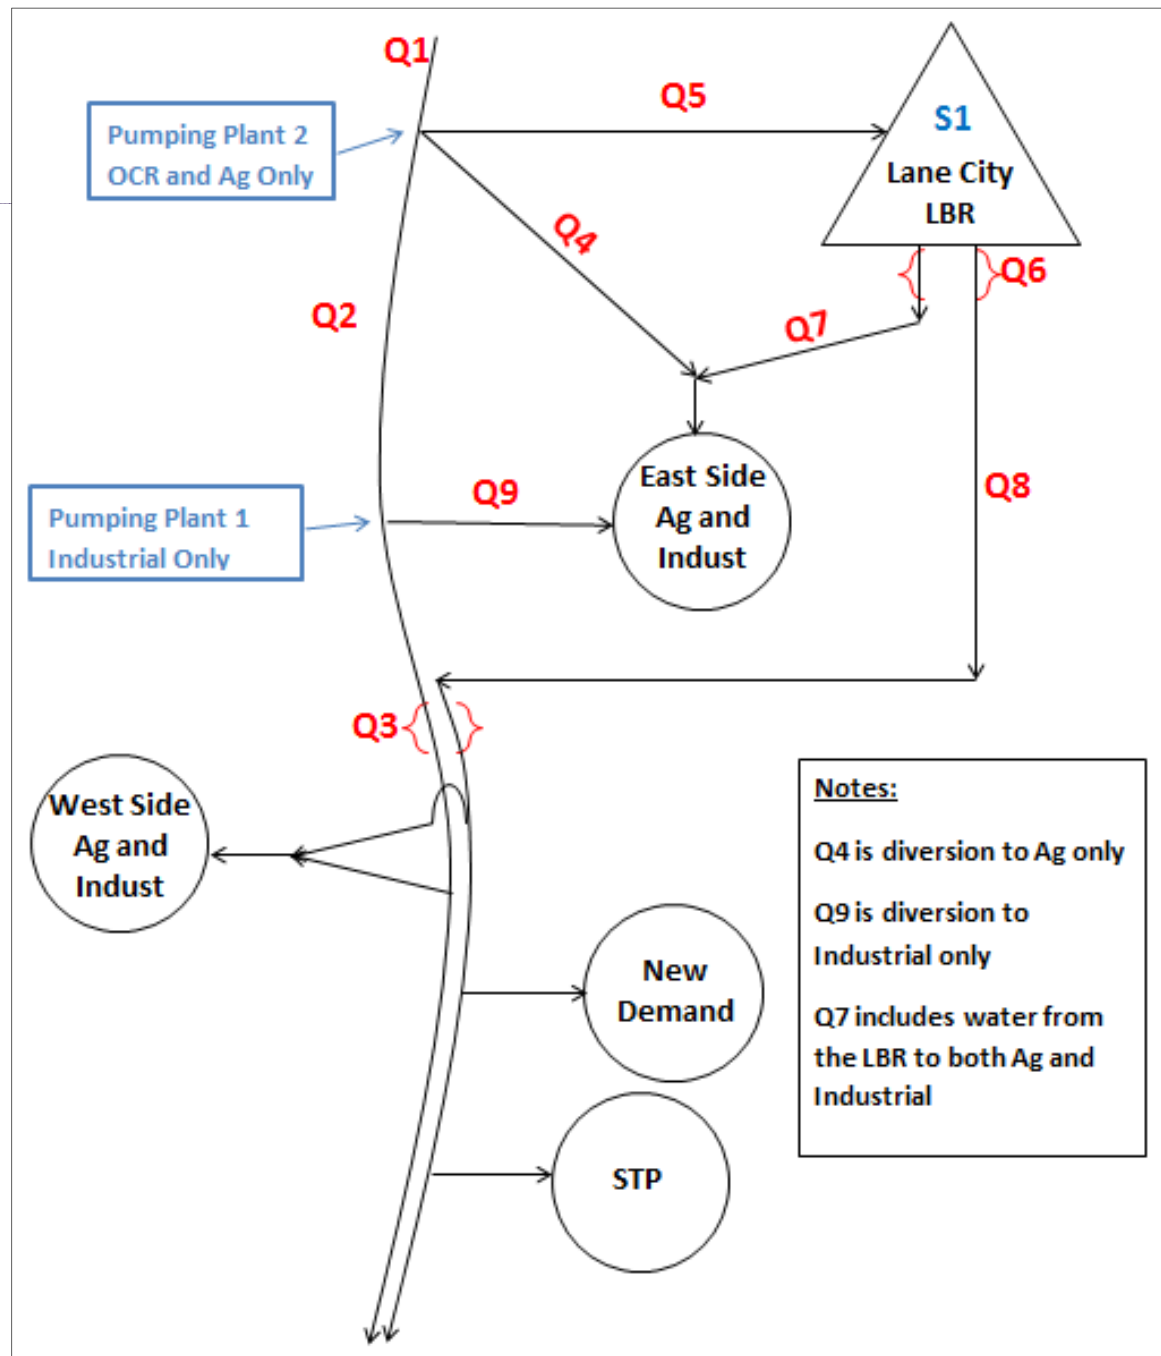 Q1
Q5
Pumping Plant 2
OCR and Ag Only
S1
Lane City
LBR
Q4
Q6
Q2
Q7
East Side
Ag and
Indust
Q9
Q8
Pumping Plant 1
Industrial Only
Q3
West Side
Ag and
Indust
Notes:
Q4 is diversion to Ag only
Q9 is diversion to
Industrial only
Q7 includes water from
the LBR to both Ag and
Industrial
New
Demand
STP